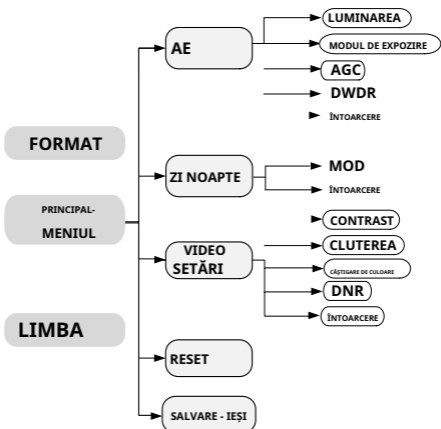 FORMAT
PRINCIPAL-
MENIUL
LIMBA
AE
LUMINAREA
MODUL DE EXPOZIRE
AGC
DWDR
ÎNTOARCERE
ZI NOAPTE
MOD
ÎNTOARCERE
VIDEO
SETĂRI
CONTRAST
CLUTEREA
CÂȘTIGARE DE CULOARE
DNR
ÎNTOARCERE
RESET
SALVARE - IEȘI